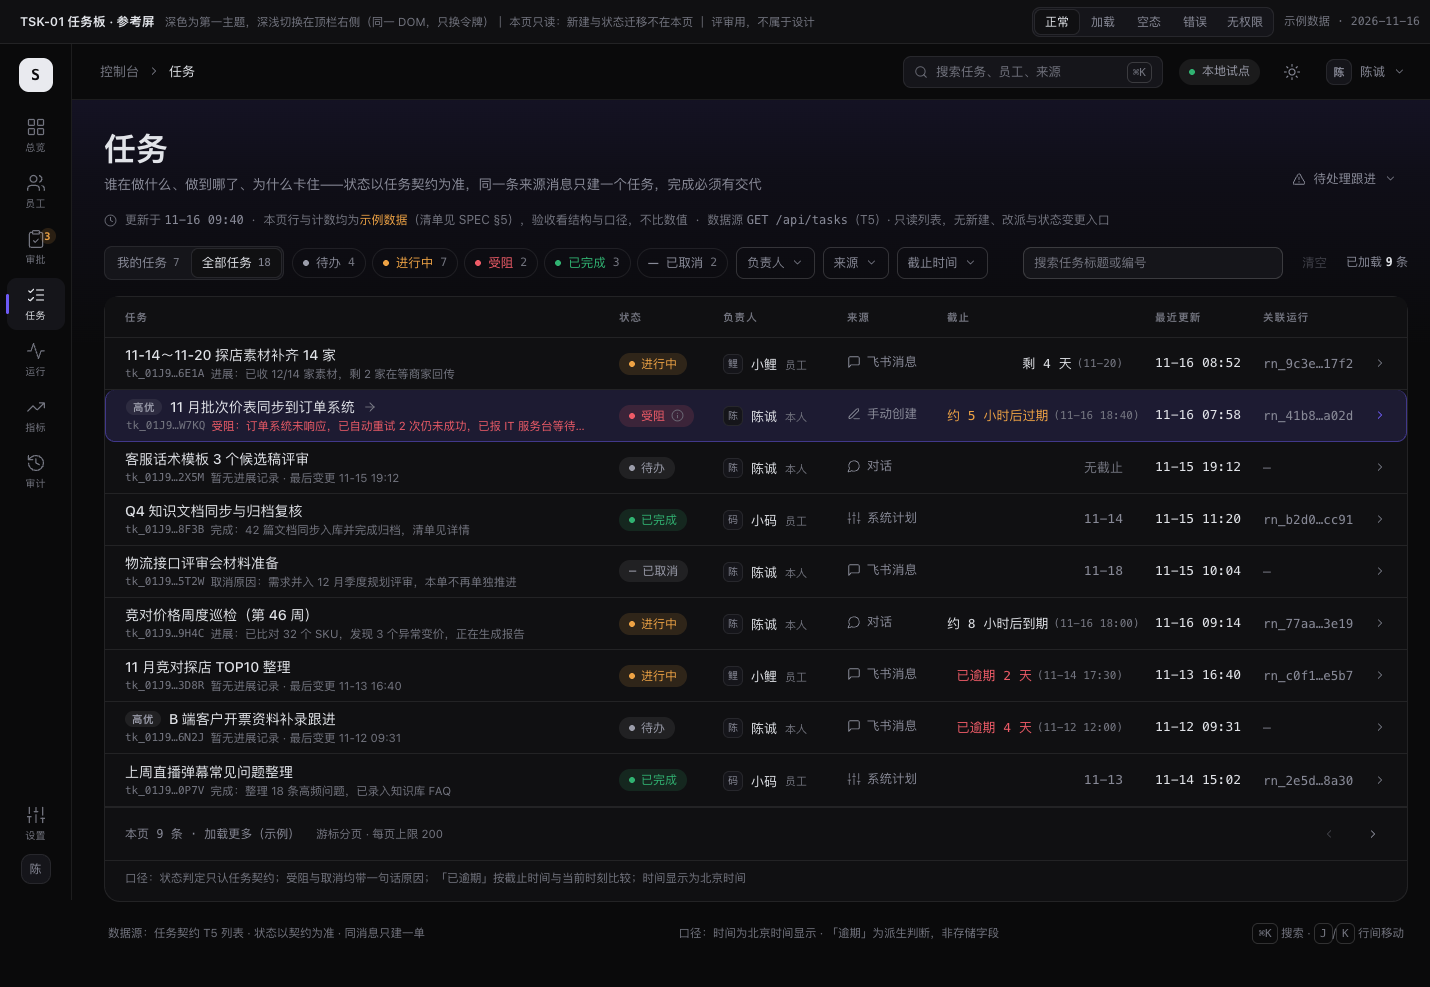 TSK-01 任务板 · 参考屏 深色为第一主题，深浅切换在顶栏右侧（同一 DOM，只换令牌） | 本页只读：新建与状态迁移不在本页 | 评审用，不属于设计 正常 加载 空态 错误 无权限 示例数据 · 2026-11-16
S 控制台 任务 搜索任务、员工、来源 ⌘K 本地试点 陈 陈诚
总览
员工
3
审批
任务
运行
指标
审计
设置
陈
任务
谁在做什么、做到哪了、为什么卡住——状态以任务契约为准，同一条来源消息只建一个任务，完成必须有交代 待处理跟进
更新于 11-16 09:40 · 本页行与计数均为示例数据（清单见 SPEC §5），验收看结构与口径，不比数值 · 数据源 GET /api/tasks（T5）· 只读列表，无新建、改派与状态变更入口
我的任务 7 全部任务 18 待办 4 进行中 7 受阻 2 已完成 3 已取消 2 负责人 来源 截止时间 搜索任务标题或编号 清空 已加载 9 条
任务 状态 负责人 来源 截止 最近更新 关联运行
11-14～11-20 探店素材补齐 14 家 进行中 鲤 小鲤 员工 飞书消息 剩 4 天 (11-20) 11-16 08:52 rn_9c3e…17f2
tk_01J9…6E1A 进展：已收 12/14 家素材，剩 2 家在等商家回传
高优 11 月批次价表同步到订单系统 受阻 陈 陈诚 本人 手动创建 约 5 小时后过期 (11-16 18:40) 11-16 07:58 rn_41b8…a02d
tk_01J9…W7KQ 受阻：订单系统未响应，已自动重试 2 次仍未成功，已报 IT 服务台等待…
客服话术模板 3 个候选稿评审 待办 陈 陈诚 本人 对话 无截止 11-15 19:12 —
tk_01J9…2X5M 暂无进展记录 · 最后变更 11-15 19:12
Q4 知识文档同步与归档复核 已完成 码 小码 员工 系统计划 11-14 11-15 11:20 rn_b2d0…cc91
tk_01J9…8F3B 完成：42 篇文档同步入库并完成归档，清单见详情
物流接口评审会材料准备 已取消 陈 陈诚 本人 飞书消息 11-18 11-15 10:04 —
tk_01J9…5T2W 取消原因：需求并入 12 月季度规划评审，本单不再单独推进
竞对价格周度巡检（第 46 周） 进行中 陈 陈诚 本人 对话 约 8 小时后到期 (11-16 18:00) 11-16 09:14 rn_77aa…3e19
tk_01J9…9H4C 进展：已比对 32 个 SKU，发现 3 个异常变价，正在生成报告
11 月竞对探店 TOP10 整理 进行中 鲤 小鲤 员工 飞书消息 已逾期 2 天 (11-14 17:30) 11-13 16:40 rn_c0f1…e5b7
tk_01J9…3D8R 暂无进展记录 · 最后变更 11-13 16:40
高优 B 端客户开票资料补录跟进 待办 陈 陈诚 本人 飞书消息 已逾期 4 天 (11-12 12:00) 11-12 09:31 —
tk_01J9…6N2J 暂无进展记录 · 最后变更 11-12 09:31
上周直播弹幕常见问题整理 已完成 码 小码 员工 系统计划 11-13 11-14 15:02 rn_2e5d…8a30
tk_01J9…0P7V 完成：整理 18 条高频问题，已录入知识库 FAQ
本页 9 条 · 加载更多（示例） 游标分页 · 每页上限 200
口径：状态判定只认任务契约；受阻与取消均带一句话原因；「已逾期」按截止时间与当前时刻比较；时间显示为北京时间
数据源：任务契约 T5 列表 · 状态以契约为准 · 同消息只建一单 口径：时间为北京时间显示 · 「逾期」为派生判断，非存储字段 ⌘K 搜索 · J / K 行间移动